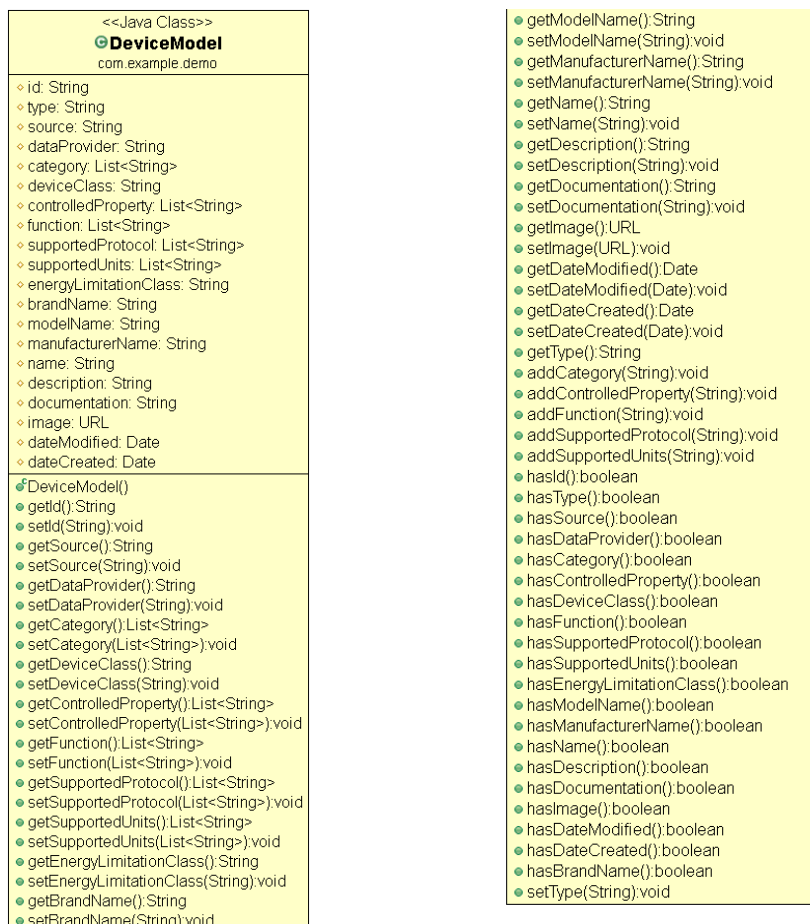 <<Java Class>>
DeviceModel
com.example.demo
id: String
type: String
source: String
dataProvider: String
category: List<String>
deviceClass: String
controlledProperty: List<String>
function: List<String>
supportedProtocol: List<String>
supportedUnits: List<String>
energyLimitationClass: String
brandName: String
modelName: String
manufacturerName: String
name: String
description: String
documentation: String
image: URL
dateModified: Date
dateCreated: Date
DeviceModel()
getId():String
setId(String):void
getSource():String
setSource(String):void
getDataProvider():String
setDataProvider(String):void
getCategory():List<String>
setCategory(List<String>):void
getDeviceClass():String
setDeviceClass(String):void
getControlledProperty():List<String>
setControlledProperty(List<String>):void
getFunction():List<String>
setFunction(List<String>):void
getSupportedProtocol():List<String>
setSupportedProtocol(List<String>):void
getSupportedUnits():List<String>
setSupportedUnits(List<String>):void
getEnergyLimitationClass():String
setEnergyLimitationClass(String):void
getBrandName():String
setBrandName(String):void
getModelName():String
setModelName(String):void
getManufacturerName():String
setManufacturerName(String):void
getName():String
setName(String):void
getDescription():String
setDescription(String):void
getDocumentation():String
setDocumentation(String):void
getImage():URL
setImage(URL):void
getDateModified():Date
setDateModified(Date):void
getDateCreated():Date
setDateCreated(Date):void
getType():String
addCategory(String):void
addControlledProperty(String):void
addFunction(String):void
addSupportedProtocol(String):void
addSupportedUnits(String):void
hasId():boolean
hasType():boolean
hasSource():boolean
hasDataProvider():boolean
hasCategory():boolean
hasControlledProperty():boolean
hasDeviceClass():boolean
hasFunction():boolean
hasSupportedProtocol():boolean
hasSupportedUnits():boolean
hasEnergyLimitationClass():boolean
hasModelName():boolean
hasManufacturerName():boolean
hasName():boolean
hasDescription():boolean
hasDocumentation():boolean
hasImage():boolean
hasDateModified():boolean
hasDateCreated():boolean
hasBrandName():boolean
setType(String):void